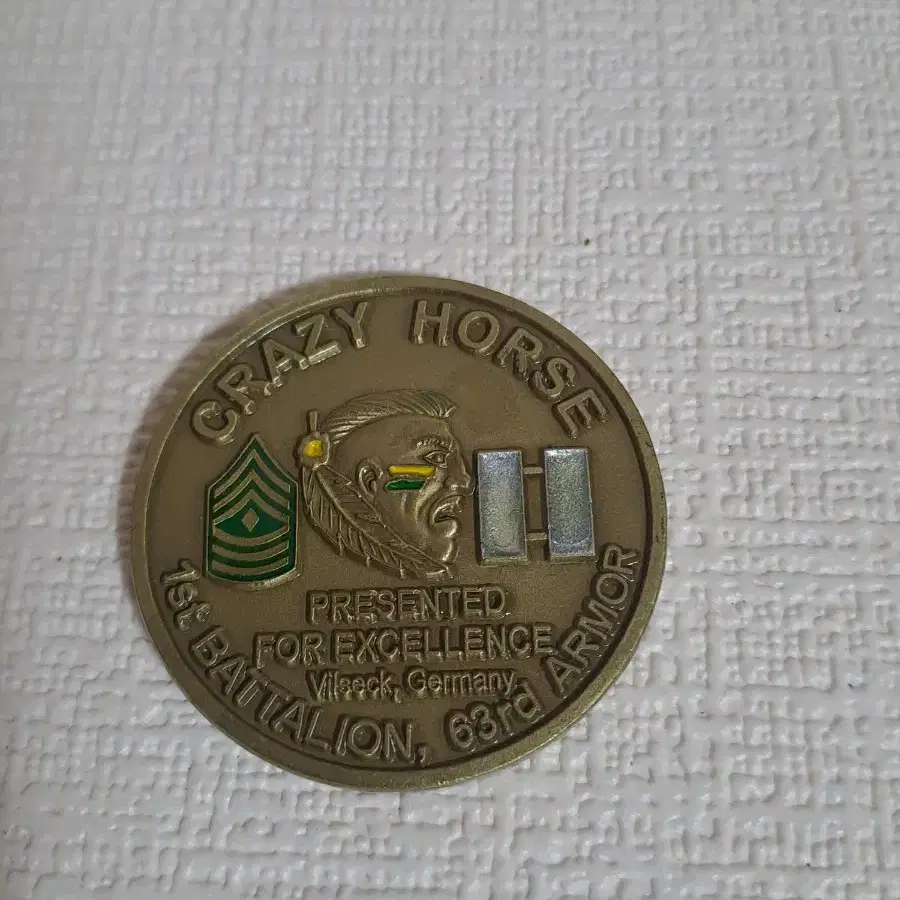 CRAZY HORSE
PRESENTED
FOR EXCELLENCE
Vilseck, Germany
1st BATTALION, 63rd ARMOR